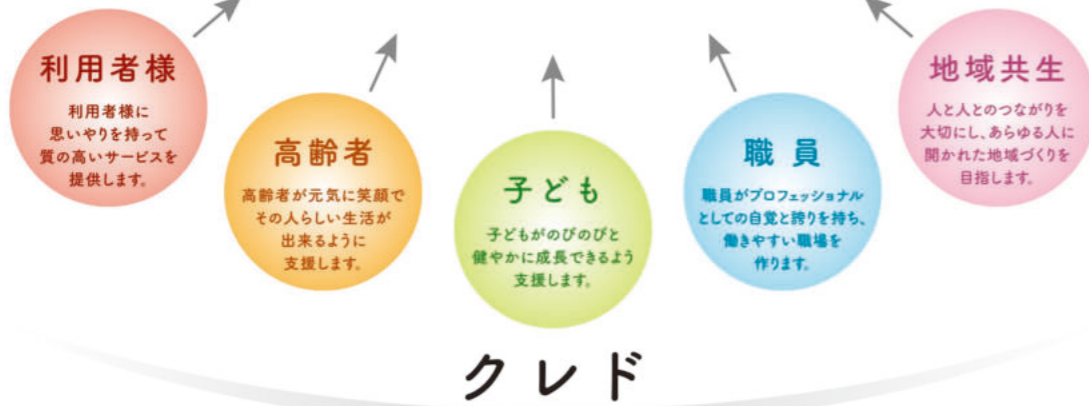 利用者様
利用者様に
思いやりを持って
質の高いサービスを
提供します。
高齢者
高齢者が元気に笑顔で
その人らしい生活が
出来るように
支援します。
子ども
子どもがのびのびと
健やかに成長できるよう
支援します。
職員
職員がプロフェッショナル
としての自覚と誇りを持ち、
働きやすい職場を
作ります。
地域共生
人と人とのつながりを
大切にし、あらゆる人に
開かれた地域づくりを
目指します。
クレド